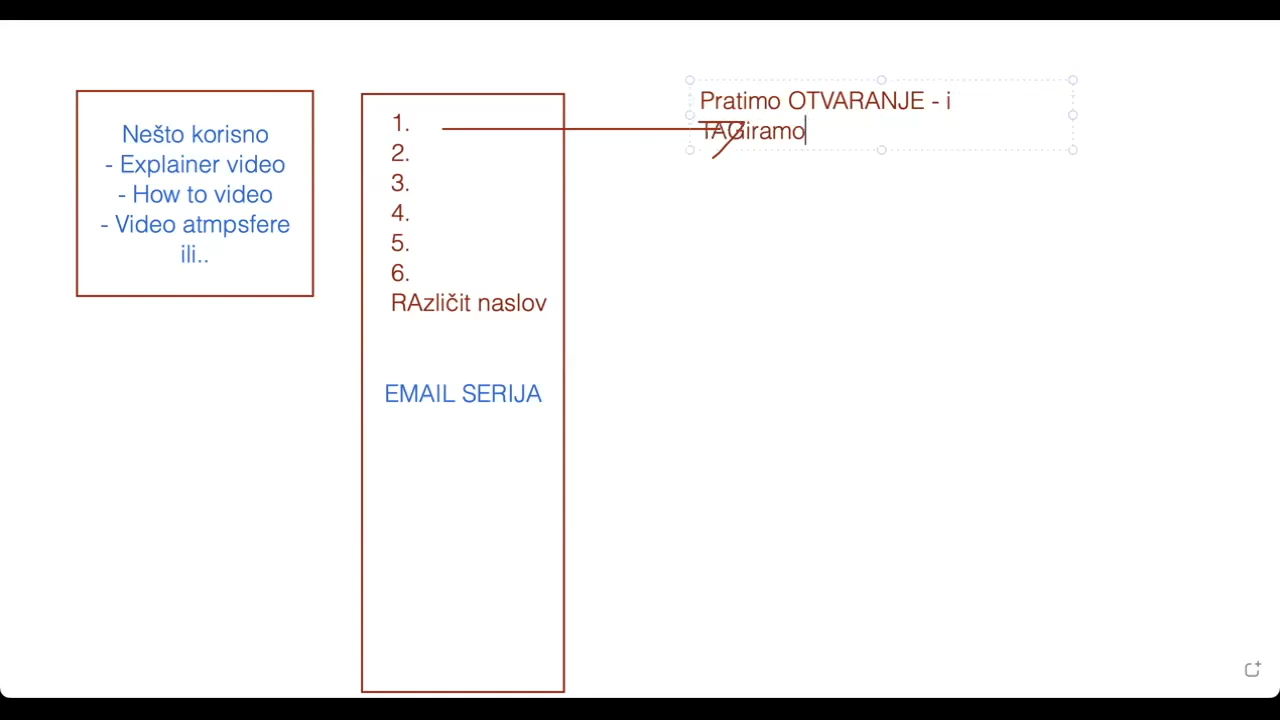 Nešto korisno
- Explainer video
- How to video
- Video atmpsfere
ili..
1.
2.
3.
4.
5.
6.
RAzličit naslov
EMAIL SERIJA
Pratimo OTVARANJE - i
TAGiramo